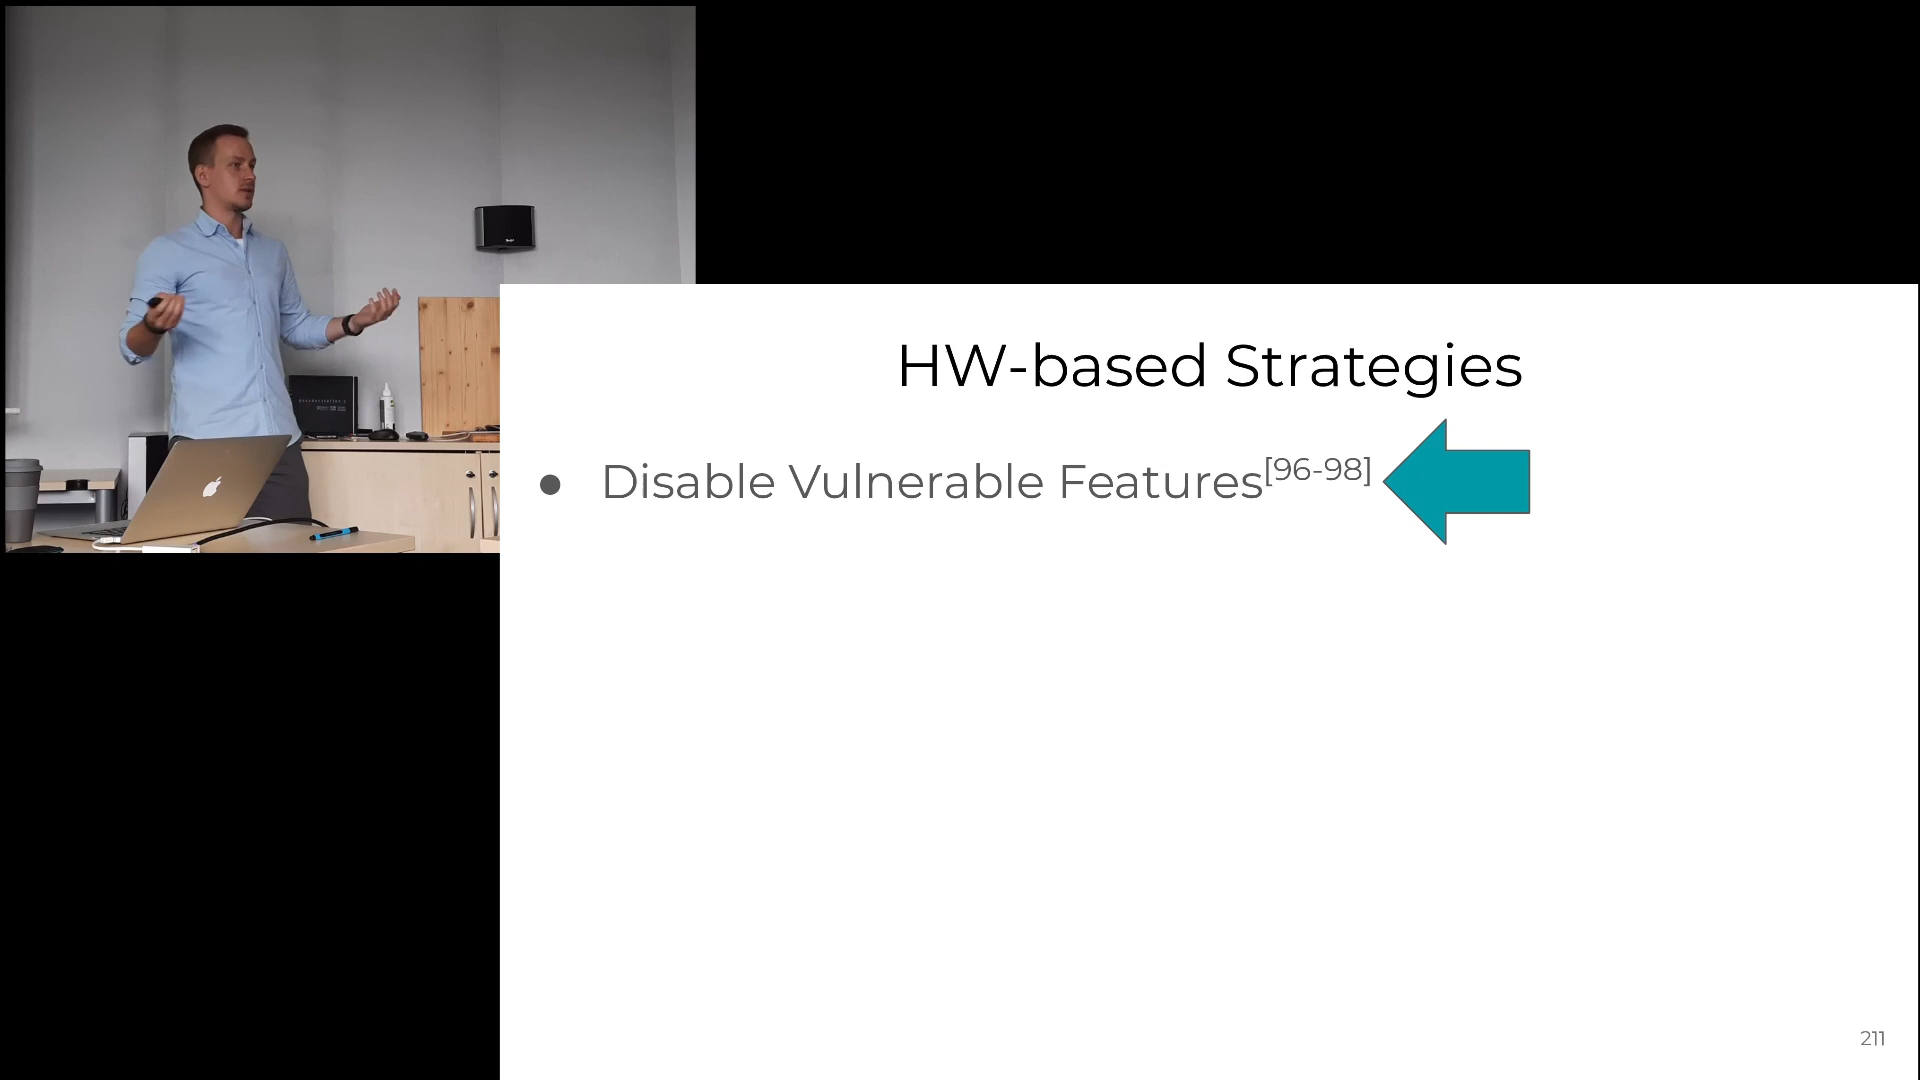 HW-based Strategies
● Disable Vulnerable Features[96-98]
211